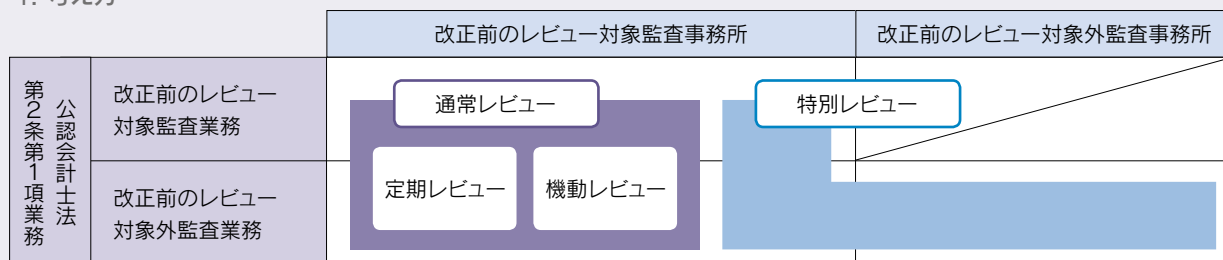 改正前のレビュー対象監査事務所
改正前のレビュー対象外監査事務所
公認会計士法
第2条第1項業務
改正前のレビュー
対象監査業務
通常レビュー
特別レビュー
定期レビュー
機動レビュー
改正前のレビュー
対象外監査業務